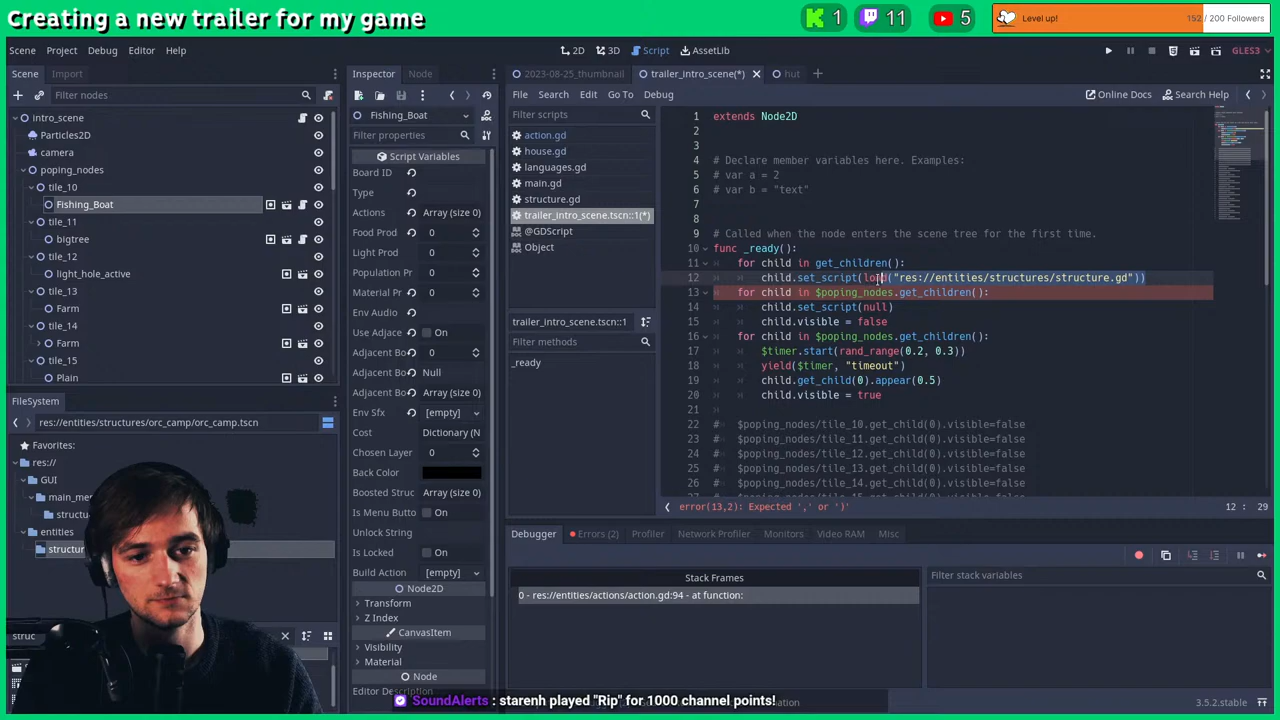 Creating a new trailer for my game
1
11
5
Level up!
152 / 200 Followers
Scene Project Debug Editor Help
2D 3D Script AssetLib
GLES3
Scene Import
Filter nodes
intro_scene
Particles2D
camera
poping_nodes
tile_10
Fishing_Boat
tile_11
bigtree
tile_12
light_hole_active
tile_13
Farm
tile_14
Farm
tile_15
Plain
FileSystem
res://entities/structures/orc_camp/orc_camp.tscn
Favorites:
res://
GUI
main_me
structu
entities
structur
struc
Inspector Node
Fishing_Boat
Filter properties
Script Variables
Board ID
Type
Actions Array (size 0)
Food Prod 0
Light Prod 0
Population Pr 0
Material Pr 0
Env Audio
Use Adjace On
Adjacent Bo 0
Adjacent Bo Null
Adjacent Bo Array (size 0)
Env Sfx [empty]
Cost Dictionary (N
Chosen Layer 0
Back Color
Boosted Struc Array (size 0)
Is Menu Butto On
Unlock String
Is Locked On
Build Action [empty]
Node2D
Transform
Z Index
CanvasItem
Visibility
Material
Node
Editor Description
2023-08-25_thumbnail trailer_intro_scene(*) hut
File Search Edit Go To Debug
Online Docs Search Help
Filter scripts
action.gd
house.gd
languages.gd
main.gd
structure.gd
trailer_intro_scene.tscn::1(*)
@GDScript
Object
trailer_intro_scene.tscn::1
Filter methods
_ready
1 extends Node2D
2
3
4 # Declare member variables here. Examples:
5 # var a = 2
6 # var b = "text"
7
8
9 # Called when the node enters the scene tree for the first time.
10 func _ready():
11 for child in get_children():
12 child.set_script(load("res://entities/structures/structure.gd"))
13 for child in $poping_nodes.get_children():
14 child.set_script(null)
15 child.visible = false
16 for child in $poping_nodes.get_children():
17 $timer.start(rand_range(0.2, 0.3))
18 yield($timer, "timeout")
19 child.get_child(0).appear(0.5)
20 child.visible = true
21
22 # $poping_nodes/tile_10.get_child(0).visible=false
23 # $poping_nodes/tile_11.get_child(0).visible=false
24 # $poping_nodes/tile_12.get_child(0).visible=false
25 # $poping_nodes/tile_13.get_child(0).visible=false
26 # $poping_nodes/tile_14.get_child(0).visible=false
error(13,2): Expected ',' or ')'
12 : 29
Debugger Errors (2) Profiler Network Profiler Monitors Video RAM Misc
Stack Frames
0 - res://entities/actions/action.gd:94 - at function:
Filter stack variables
SoundAlerts : starenh played "Rip" for 1000 channel points!
3.5.2.stable